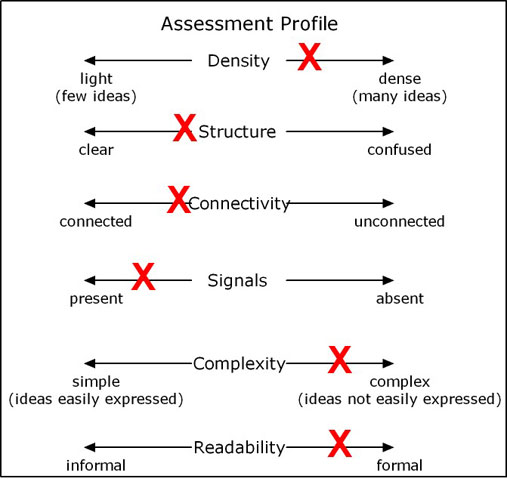 Assessment Profile
Density
light dense
(few ideas) (many ideas)
Structure
clear confused
Connectivity
connected unconnected
Signals
present absent
Complexity
simple complex
(ideas easily expressed) (ideas not easily expressed)
Readability
informal formal